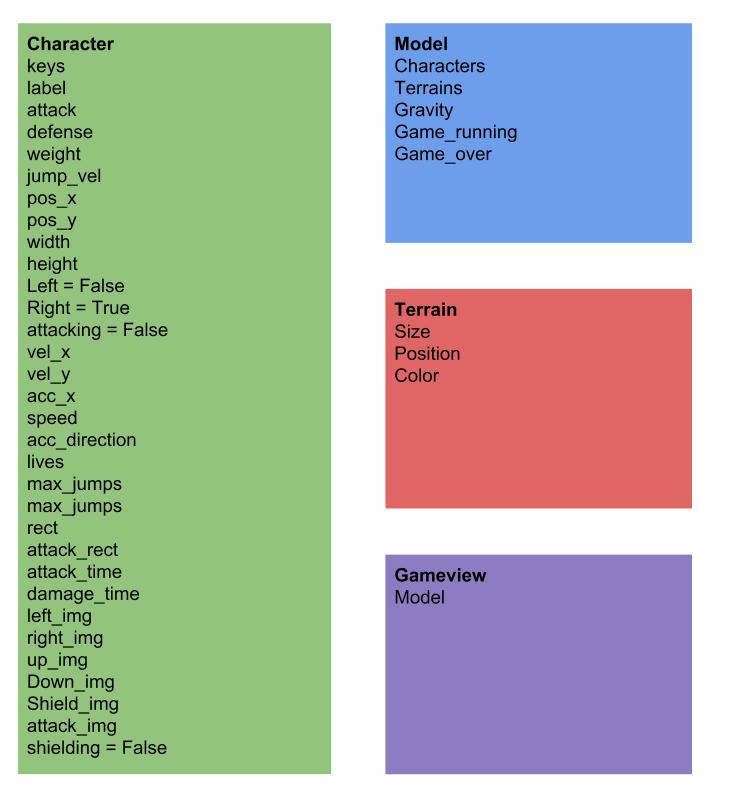 Character
keys
label
attack
defense
weight
jump_vel
pos_x
pos_y
width
height
Left = False
Right = True
attacking = False
vel_x
vel_y
acc_x
speed
acc_direction
lives
max_jumps
max_jumps
rect
attack_rect
attack_time
damage_time
left_img
right_img
up_img
Down_img
Shield_img
attack_img
shielding = False
Model
Characters
Terrains
Gravity
Game_running
Game_over
Terrain
Size
Position
Color
Gameview
Model